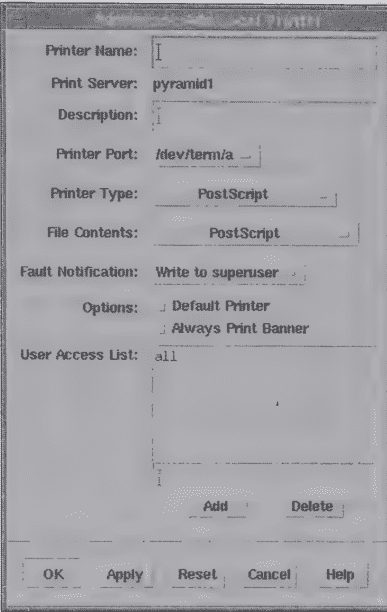 Printer Name:
Print Server: pyramid1
Description:
Printer Port: /dev/term/a
Printer Type: PostScript
File Contents: PostScript
Fault Notification: Write to superuser
Options: Default Printer
Always Print Banner
User Access List: all
Add Delete
OK Apply Reset Cancel Help